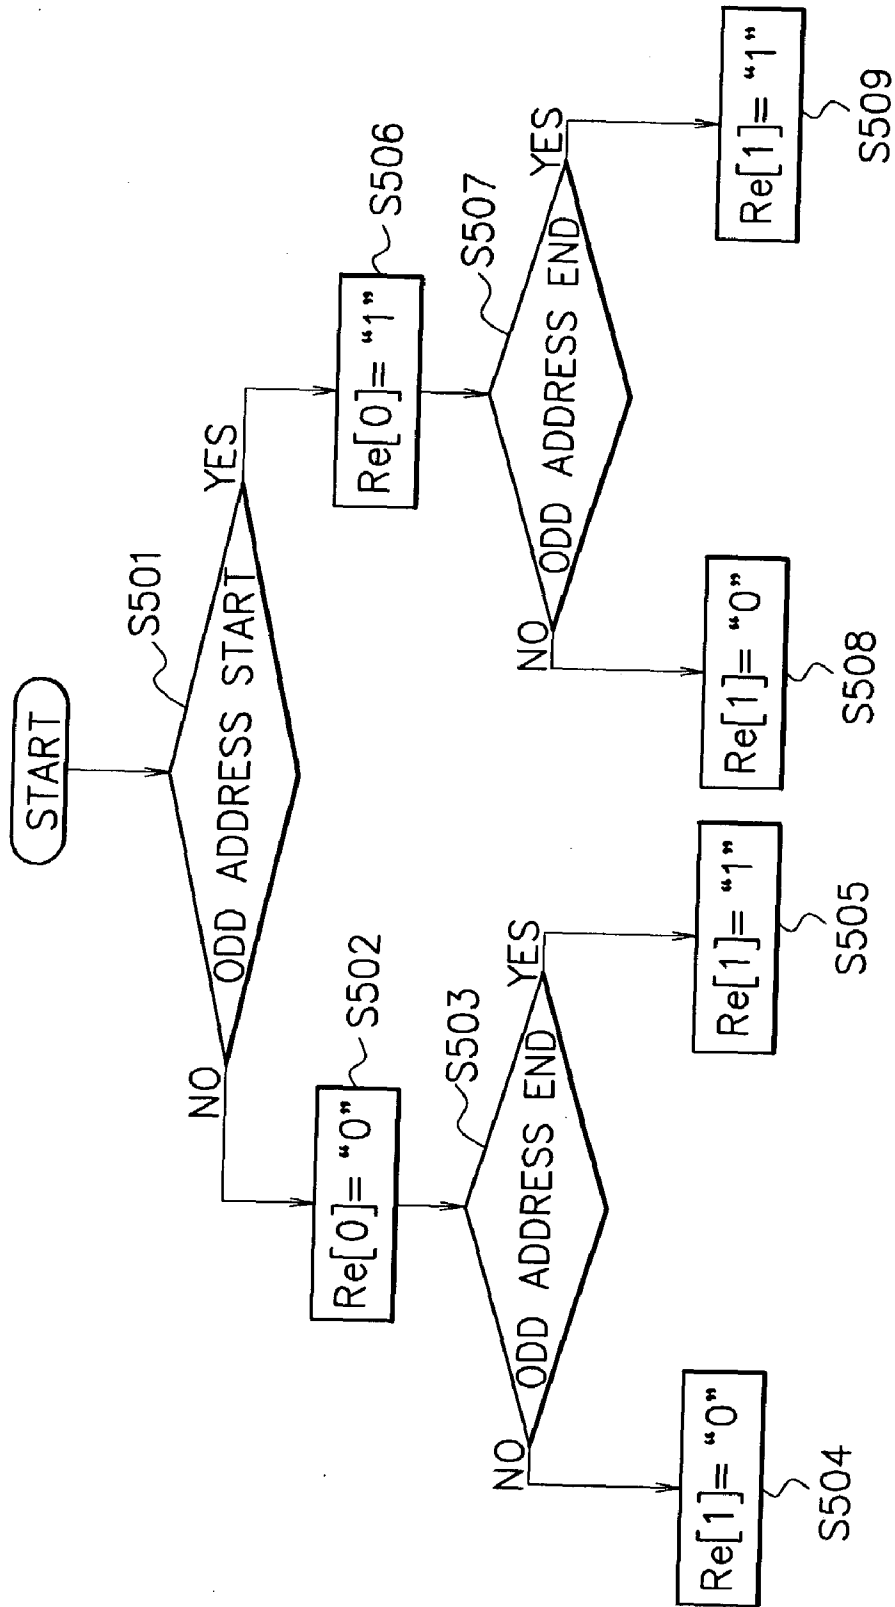 START
S501
ODD ADDRESS START
NO
YES
S502
Re[0]= “0”
S506
Re[0]= “1”
S503
ODD ADDRESS END
NO
YES
S507
ODD ADDRESS END
NO
YES
Re[1]= “0”
S504
Re[1]= “1”
S505
Re[1]= “0”
S508
Re[1]= “1”
S509